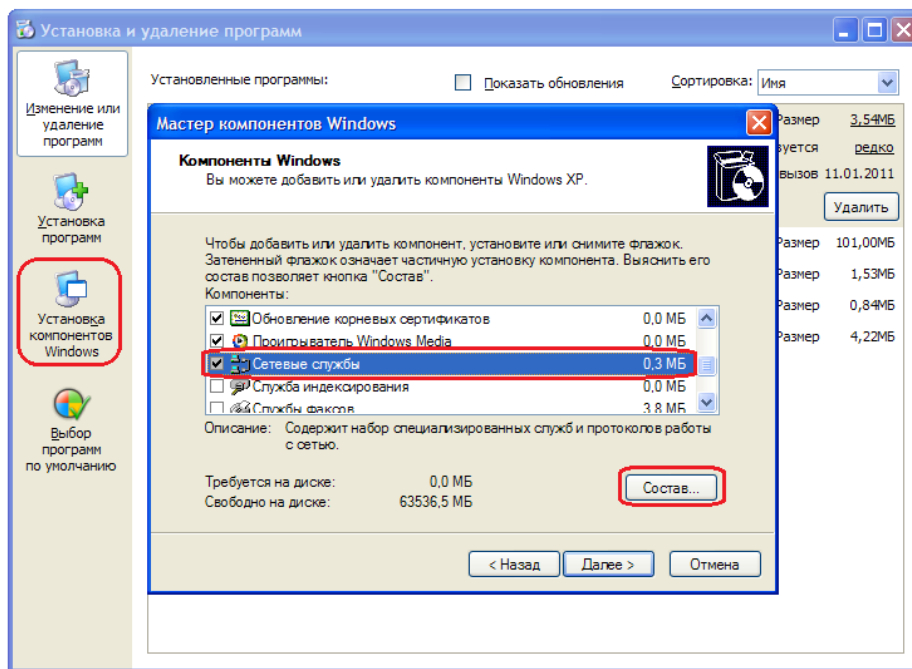 Установка и удаление программ
Изменение или
удаление
программ
Установка
программ
Установка
компонентов
Windows
Выбор
программ
по умолчанию
Установленные программы:
Показать обновления
Сортировка: Имя
Размер 3,54МБ
зуется редко
вызов 11.01.2011
Удалить
Размер 101,00МБ
Размер 1,53МБ
Размер 0,84МБ
Размер 4,22МБ
Мастер компонентов Windows
Компоненты Windows
Вы можете добавить или удалить компоненты Windows XP.
Чтобы добавить или удалить компонент, установите или снимите флажок.
Затененный флажок означает частичную установку компонента. Выяснить его
состав позволяет кнопка "Состав".
Компоненты:
Обновление корневых сертификатов 0,0 МБ
Проигрыватель Windows Media 0,0 МБ
Сетевые службы 0,3 МБ
Служба индексирования 0,0 МБ
Службы факсов 3,8 МБ
Описание: Содержит набор специализированных служб и протоколов работы
с сетью.
Требуется на диске: 0,0 МБ
Свободно на диске: 63536,5 МБ
Состав...
< Назад
Далее >
Отмена